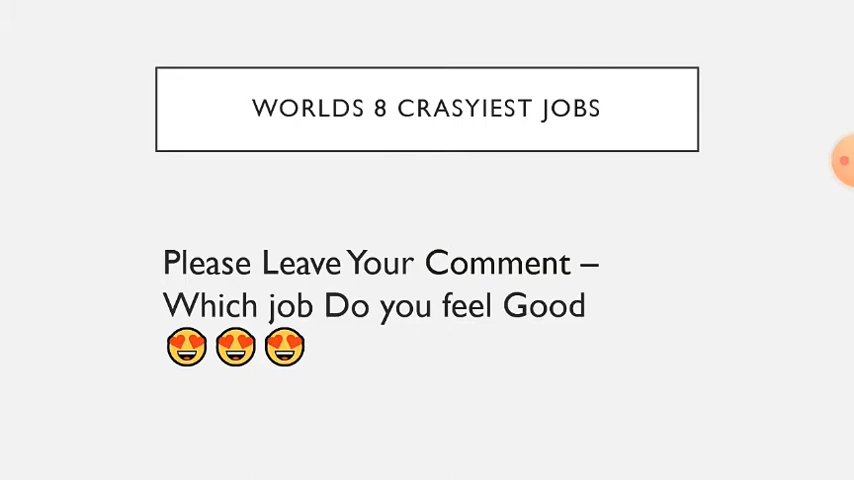 WORLDS 8 CRASYIEST JOBS
Please Leave Your Comment –
Which job Do you feel Good
😍😍😍